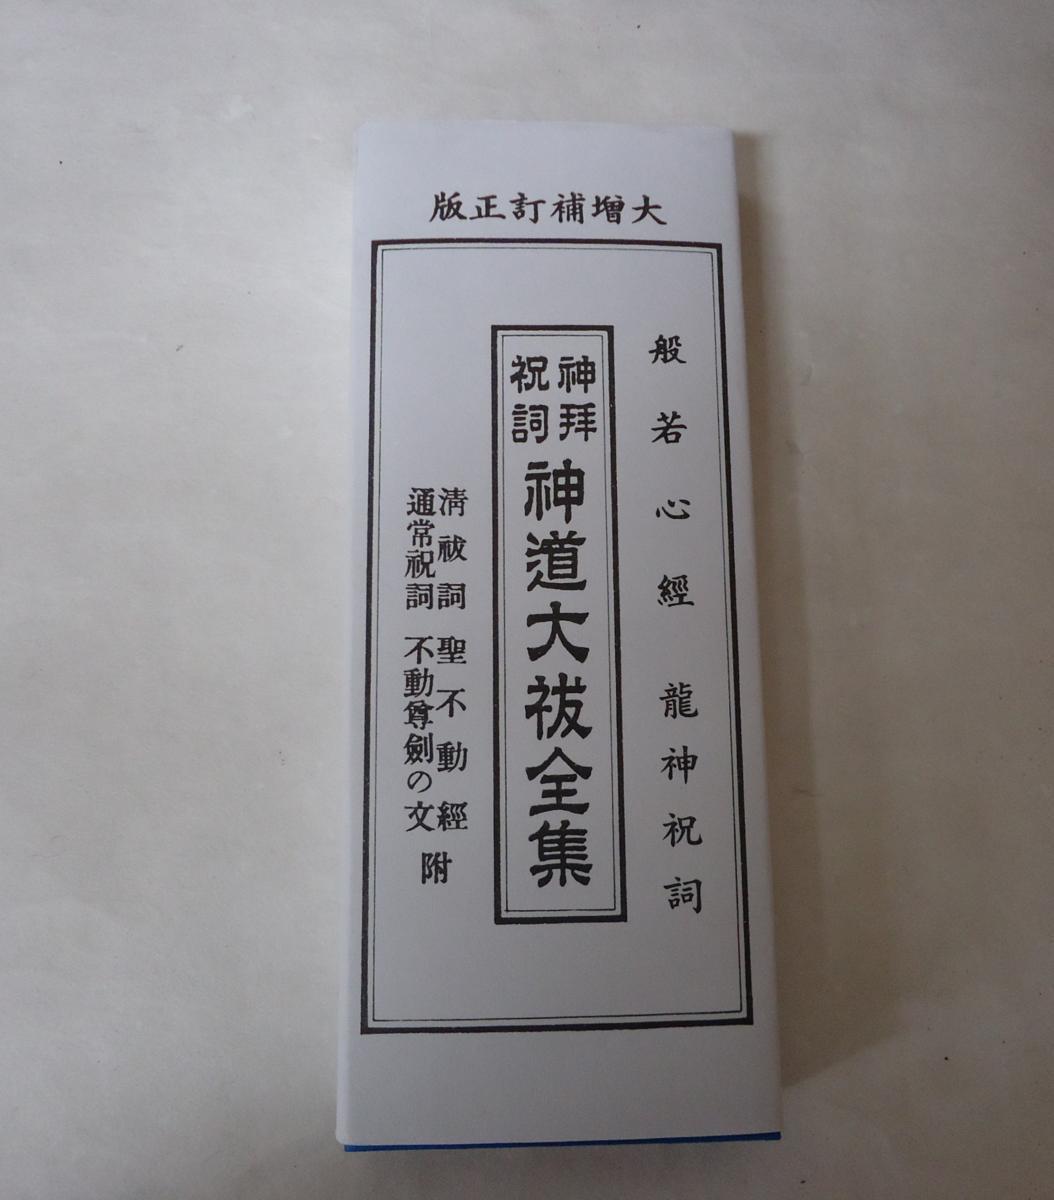 大増補訂正版
般若心經 龍神祝詞
神拜
祝詞
神道大祓全集
淸祓詞 聖不動經
通常祝詞 不動尊劍の文
附